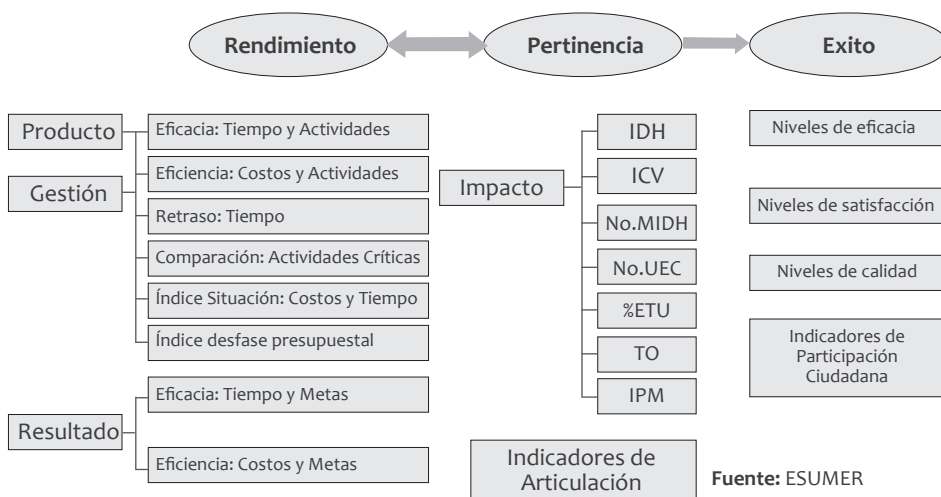 Rendimiento
Pertinencia
Exito
Producto
Gestión
Eficacia: Tiempo y Actividades
Eficiencia: Costos y Actividades
Retraso: Tiempo
Comparación: Actividades Críticas
Índice Situación: Costos y Tiempo
Índice desfase presupuestal
Resultado
Eficacia: Tiempo y Metas
Eficiencia: Costos y Metas
Impacto
IDH
ICV
No.MIDH
No.UEC
%ETU
TO
IPM
Indicadores de
Articulación
Niveles de eficacia
Niveles de satisfacción
Niveles de calidad
Indicadores de
Participación
Ciudadana
Fuente: ESUMER